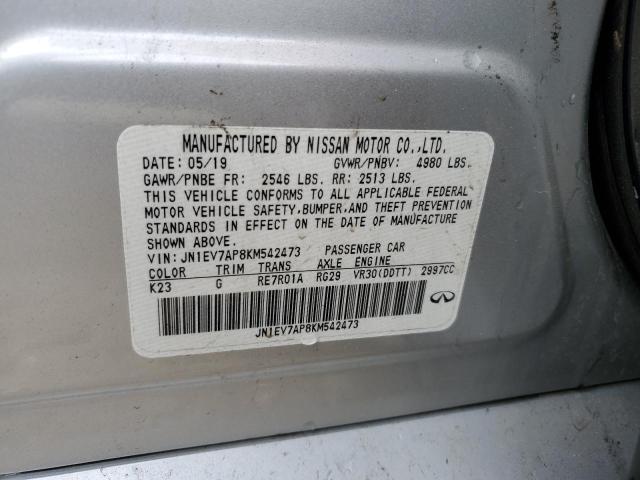 MANUFACTURED BY NISSAN MOTOR CO.,LTD.
DATE: 05/19 GVWR/PNBV: 4980 LBS.
GAWR/PNBE FR: 2546 LBS. RR: 2513 LBS.
THIS VEHICLE CONFORMS TO ALL APPLICABLE FEDERAL
MOTOR VEHICLE SAFETY,BUMPER,AND THEFT PREVENTION
STANDARDS IN EFFECT ON THE DATE OF MANUFACTURE
SHOWN ABOVE.
VIN: JN1EV7AP8KM542473 PASSENGER CAR
COLOR TRIM TRANS AXLE ENGINE
K23 G RE7R01A RG29 VR30(DDTT) 2997CC
JN1EV7AP8KM542473